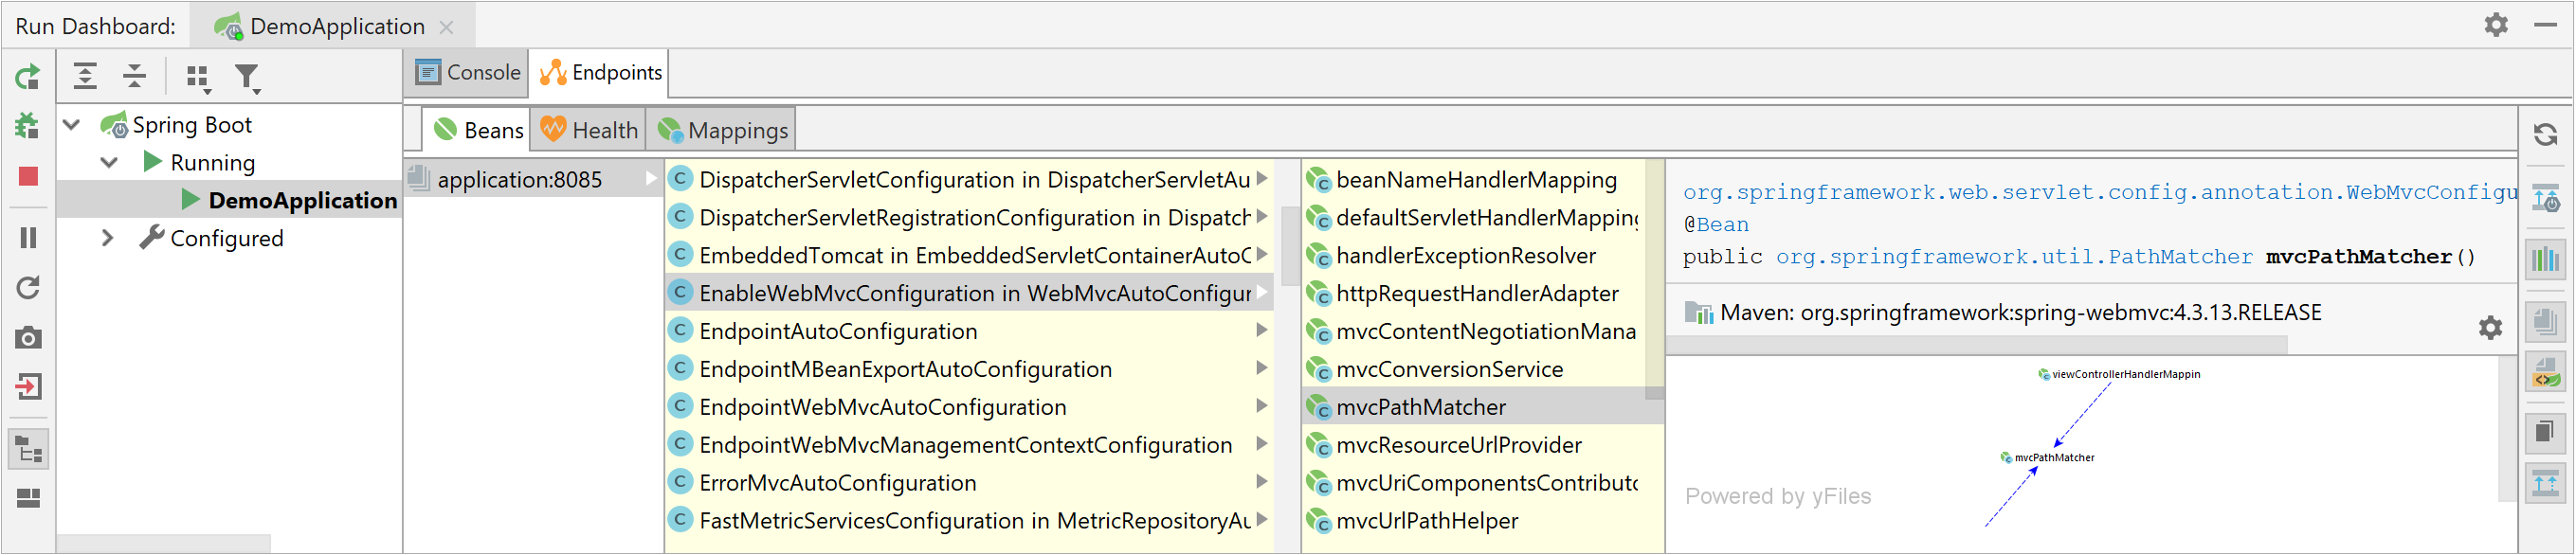 Run Dashboard: DemoApplication
Console Endpoints
Spring Boot
Running
DemoApplication
Configured
Beans Health Mappings
application:8085
DispatcherServletConfiguration in DispatcherServletAu
DispatcherServletRegistrationConfiguration in Dispatch
EmbeddedTomcat in EmbeddedServletContainerAutoC
EnableWebMvcConfiguration in WebMvcAutoConfigur
EndpointAutoConfiguration
EndpointMBeanExportAutoConfiguration
EndpointWebMvcAutoConfiguration
EndpointWebMvcManagementContextConfiguration
ErrorMvcAutoConfiguration
FastMetricServicesConfiguration in MetricRepositoryAu
beanNameHandlerMapping
defaultServletHandlerMapping
handlerExceptionResolver
httpRequestHandlerAdapter
mvcContentNegotiationMana
mvcConversionService
mvcPathMatcher
mvcResourceUrlProvider
mvcUriComponentsContributo
mvcUrlPathHelper
org.springframework.web.servlet.config.annotation.WebMvcConfigu
@Bean
public org.springframework.util.PathMatcher mvcPathMatcher()
Maven: org.springframework:spring-webmvc:4.3.13.RELEASE
viewControllerHandlerMappin
mvcPathMatcher
Powered by yFiles